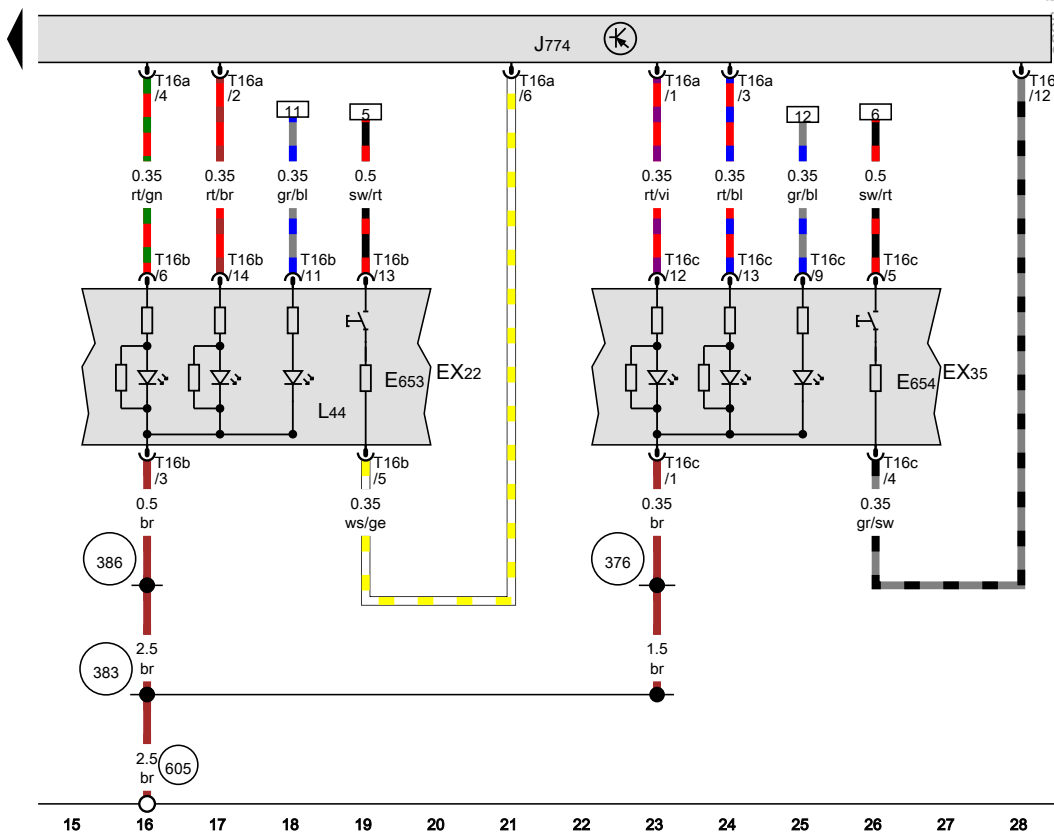 J774
T16a T16a T16a T16a T16a T16
/4 /2 /6 /1 /3 /12
11 5 12 6
0.35 0.35 0.35 0.5 0.35 0.35 0.35 0.5
rt/gn rt/br gr/bl sw/rt rt/vi rt/bl gr/bl sw/rt
T16b T16b T16b T16b T16c T16c T16c T16c
/6 /14 /11 /13 /12 /13 /9 /5
E653 EX22 E654 EX35
L44
T16b T16b T16c T16c
/3 /5 /1 /4
0.5 0.35 0.35 0.35
br ws/ge br gr/sw
386 376
2.5 1.5
383 br br
2.5 605
br
15 16 17 18 19 20 21 22 23 24 25 26 27 28